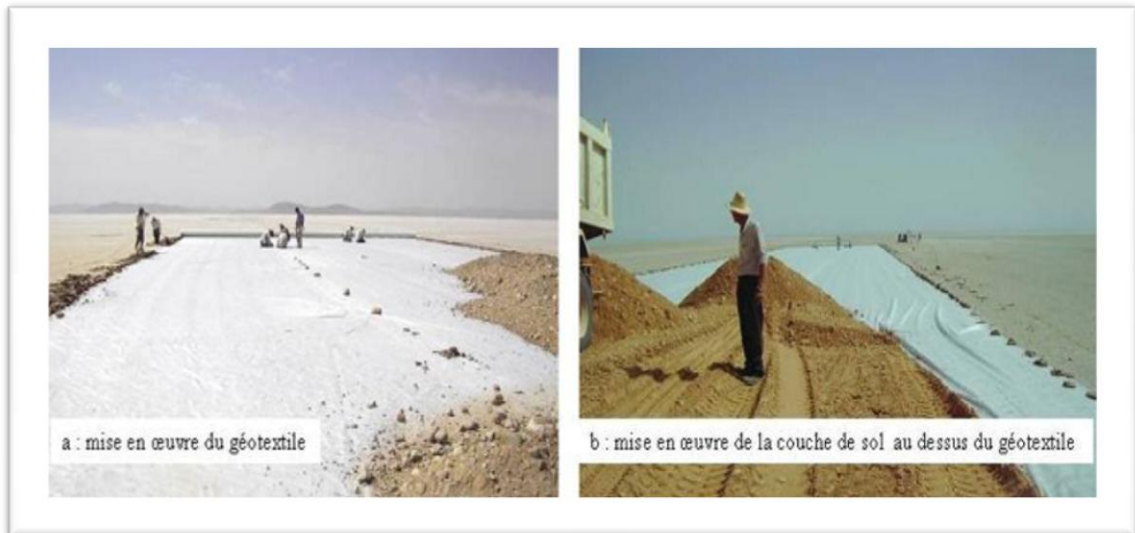 a : mise en œuvre du géotextile
b : mise en œuvre de la couche de sol au dessus du géotextile